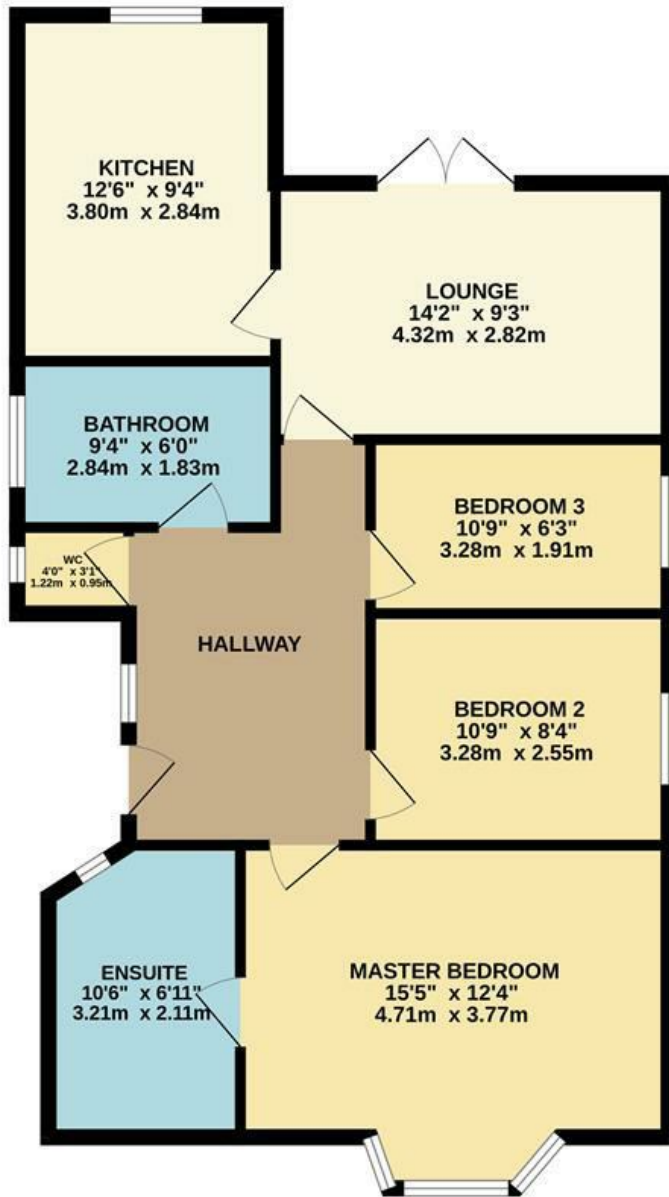 KITCHEN
12'6" x 9'4"
3.80m x 2.84m
LOUNGE
14'2" x 9'3"
4.32m x 2.82m
BATHROOM
9'4" x 6'0"
2.84m x 1.83m
BEDROOM 3
10'9" x 6'3"
3.28m x 1.91m
WC
4'0" x 3'1"
1.22m x 0.95m
HALLWAY
BEDROOM 2
10'9" x 8'4"
3.28m x 2.55m
ENSUITE
10'6" x 6'11"
3.21m x 2.11m
MASTER BEDROOM
15'5" x 12'4"
4.71m x 3.77m